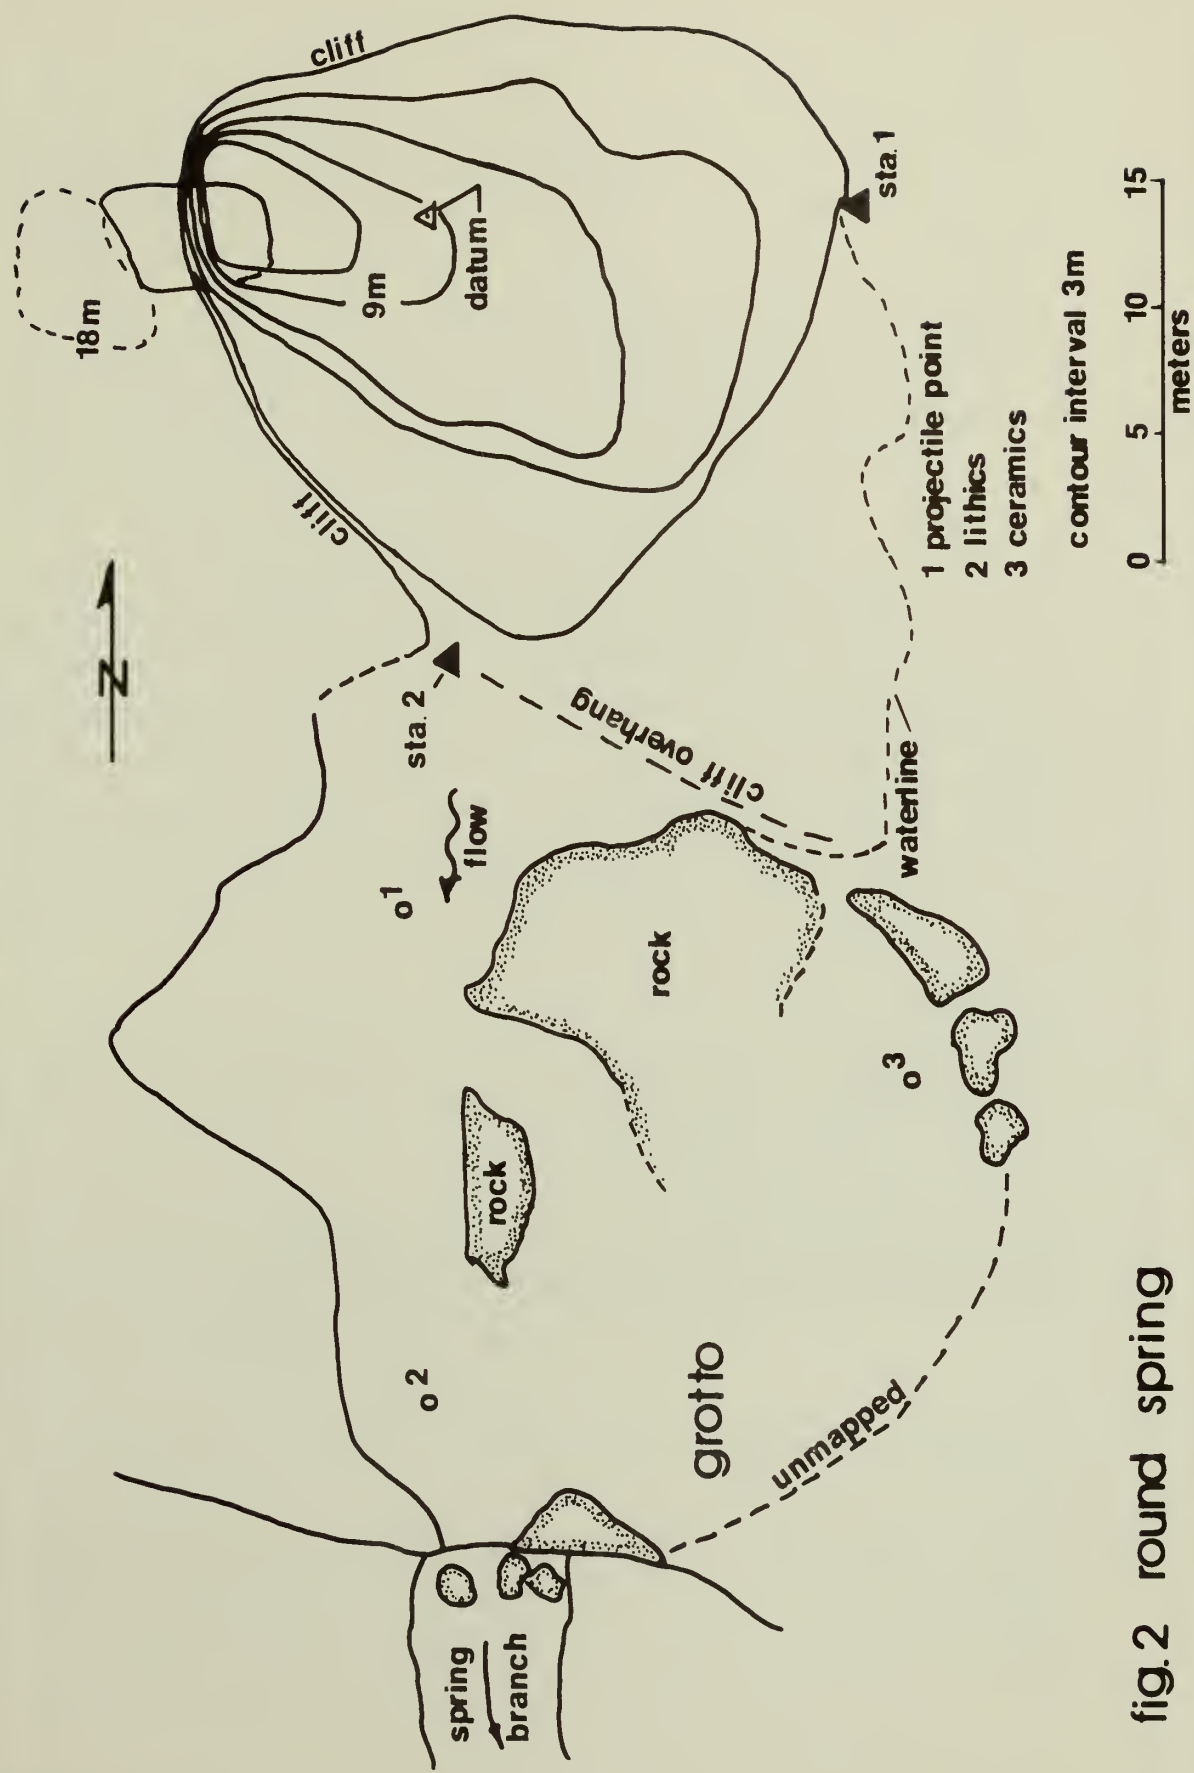 18m
cliff
9m
datum
sta. 1
cliff
N
sta. 2
flow
cliff overhang
waterline
o1
rock
rock
o3
o2
grotto
unmapped
spring
branch
1 projectile point
2 lithics
3 ceramics
contour interval 3m
0 5 10 15
meters
fig. 2 round spring